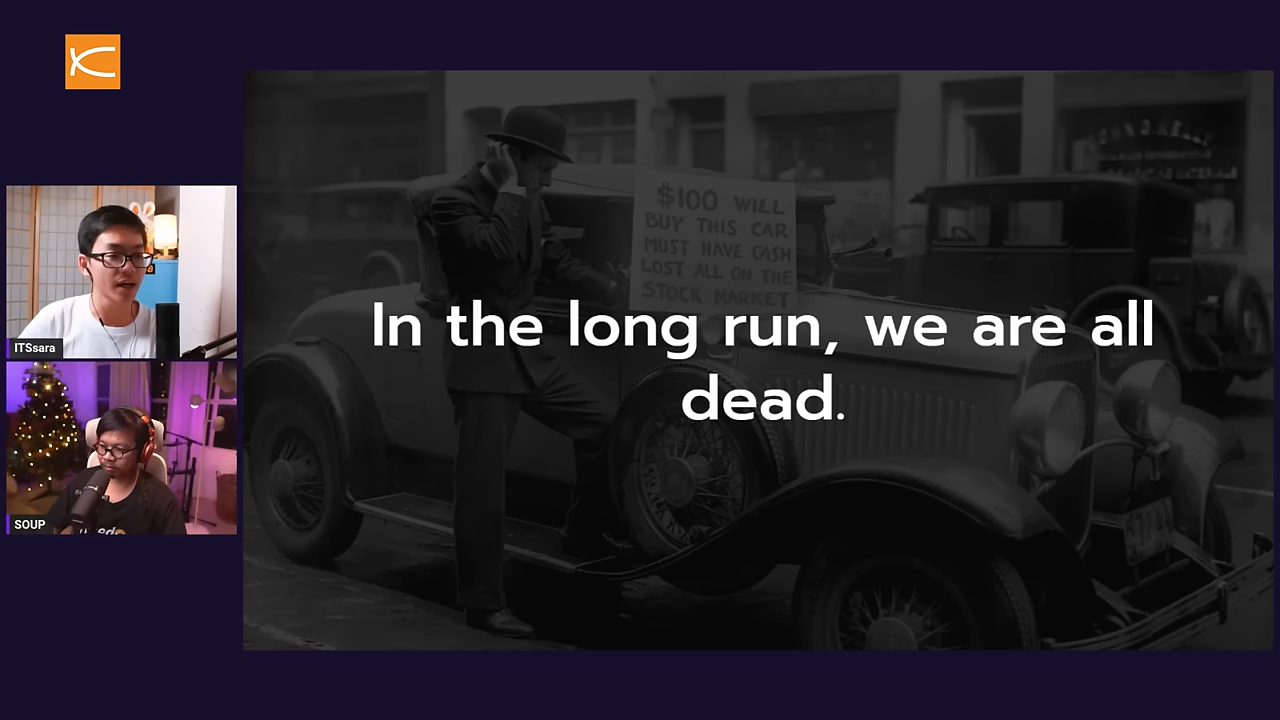 $100 WILL
BUY THIS CAR
MUST HAVE CASH
LOST ALL ON THE
STOCK MARKET
In the long run, we are all
dead.
ITSsara
SOUP